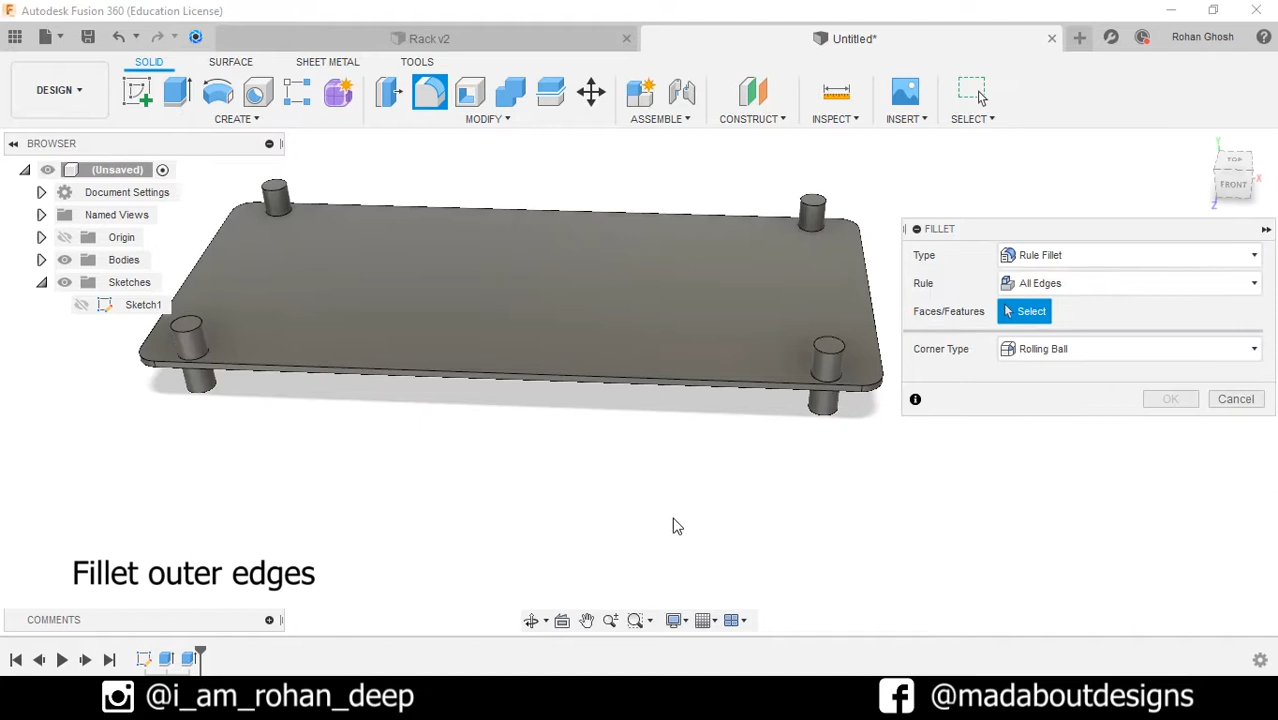 Autodesk Fusion 360 (Education License)
Rack v2
Untitled*
Rohan Ghosh
SOLID SURFACE SHEET METAL TOOLS
DESIGN
CREATE MODIFY ASSEMBLE CONSTRUCT INSPECT INSERT SELECT
BROWSER
(Unsaved)
Document Settings
Named Views
Origin
Bodies
Sketches
Sketch1
TOP
FRONT
X
Y
Z
FILLET
Type Rule Fillet
Rule All Edges
Faces/Features Select
Corner Type Rolling Ball
OK Cancel
Fillet outer edges
COMMENTS
@i_am_rohan_deep
@madaboutdesigns